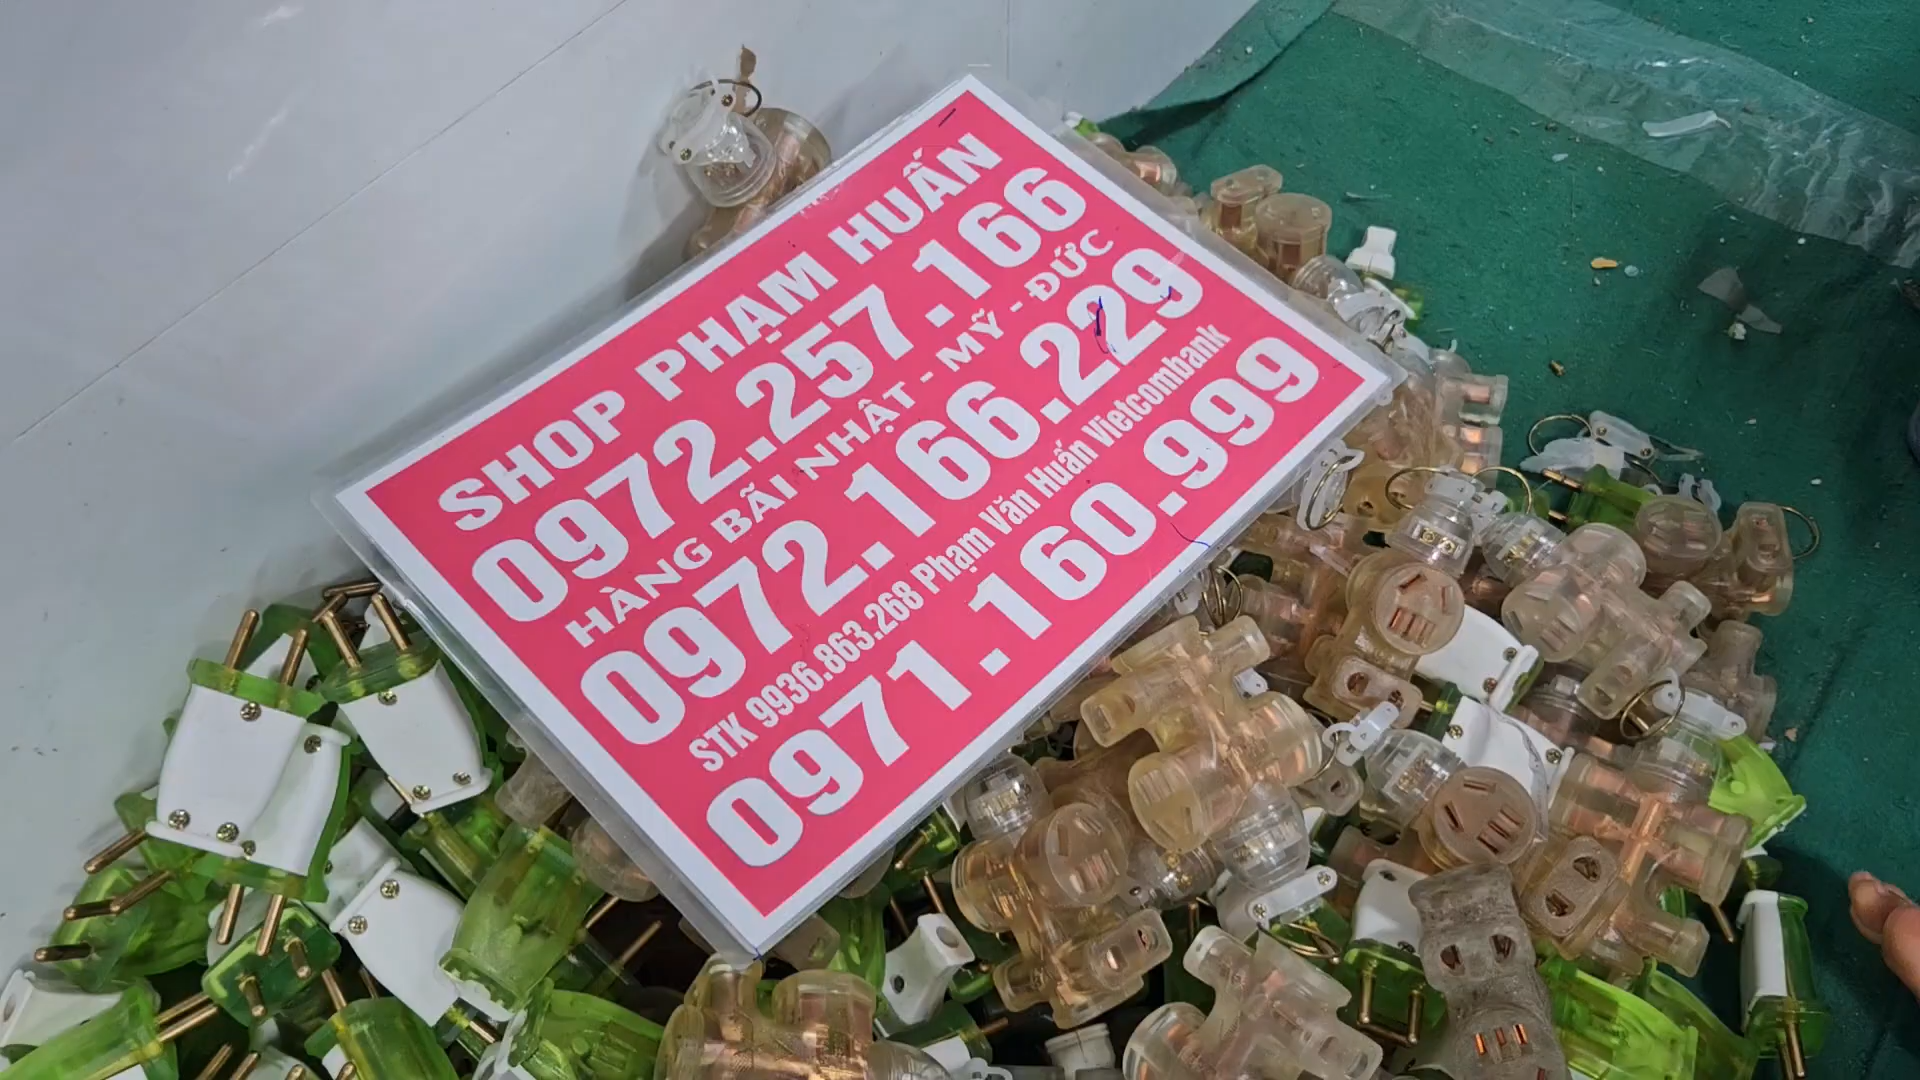 SHOP PHẠM HUẤN
0972.257.166
HÀNG BÃI NHẬT - MỸ - ĐỨC
0972.166.229
STK 9936.863.268 Phạm Văn Huấn Vietcombank
0971.160.999